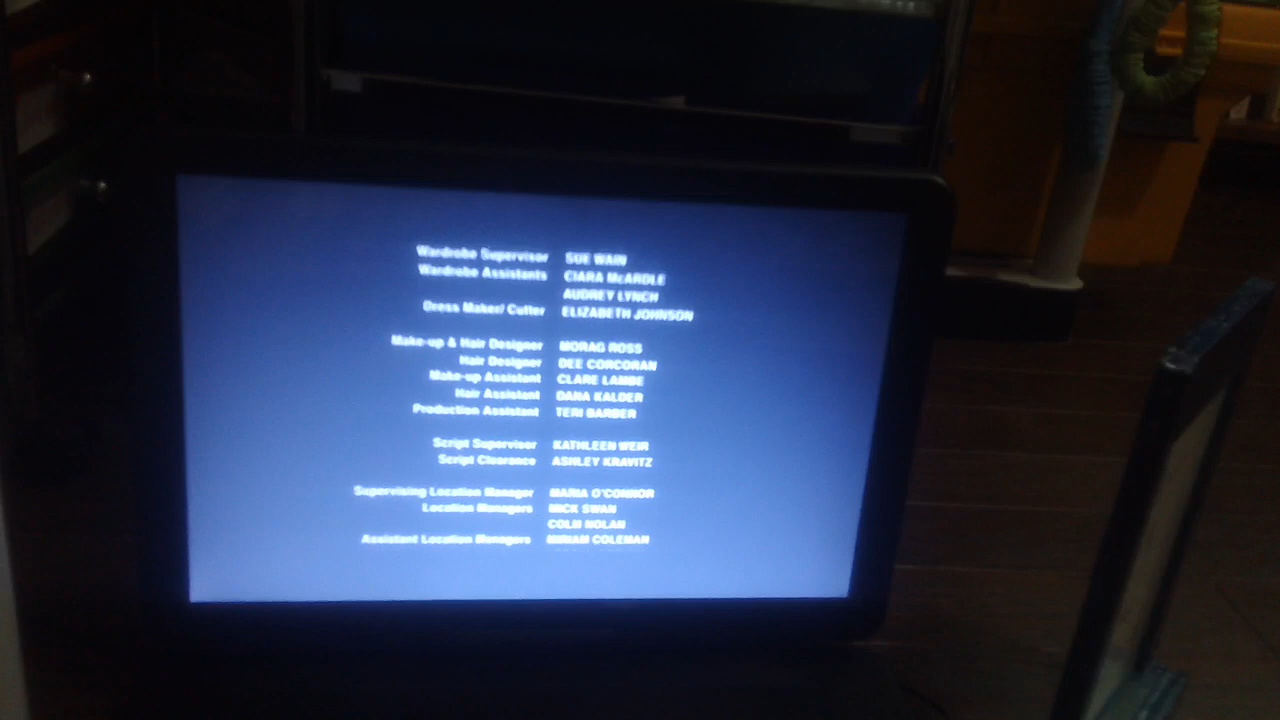 Wardrobe Supervisor SUE WAIN
Wardrobe Assistants CIARA McARDLE
AUDREY LYNCH
Dress Maker/ Cutter ELIZABETH JOHNSON
Make-up & Hair Designer MORAG ROSS
Hair Designer DEE CORCORAN
Make-up Assistant CLARE LAMBE
Hair Assistant DANA KALDER
Production Assistant TERI BARBER
Script Supervisor KATHLEEN WEIR
Script Clearance ASHLEY KRAVITZ
Supervising Location Manager MARIA O'CONNOR
Location Managers MICK SWAN
COLM NOLAN
Assistant Location Managers MIRIAM COLEMAN